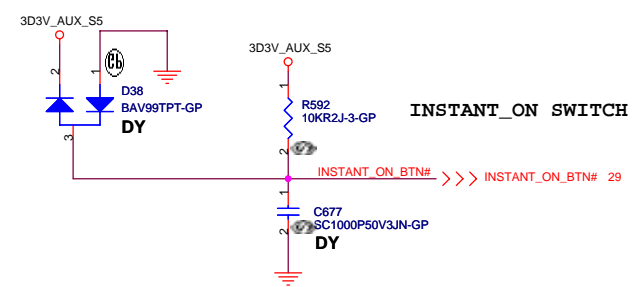 3D3V_AUX_S5
2
1
D38
BAV99TPT-GP
DY
3
3D3V_AUX_S5
1
R592
10KR2J-3-GP
2
INSTANT_ON SWITCH
INSTANT_ON_BTN#
INSTANT_ON_BTN# 29
1
C677
SC1000P50V3JN-GP
2
DY